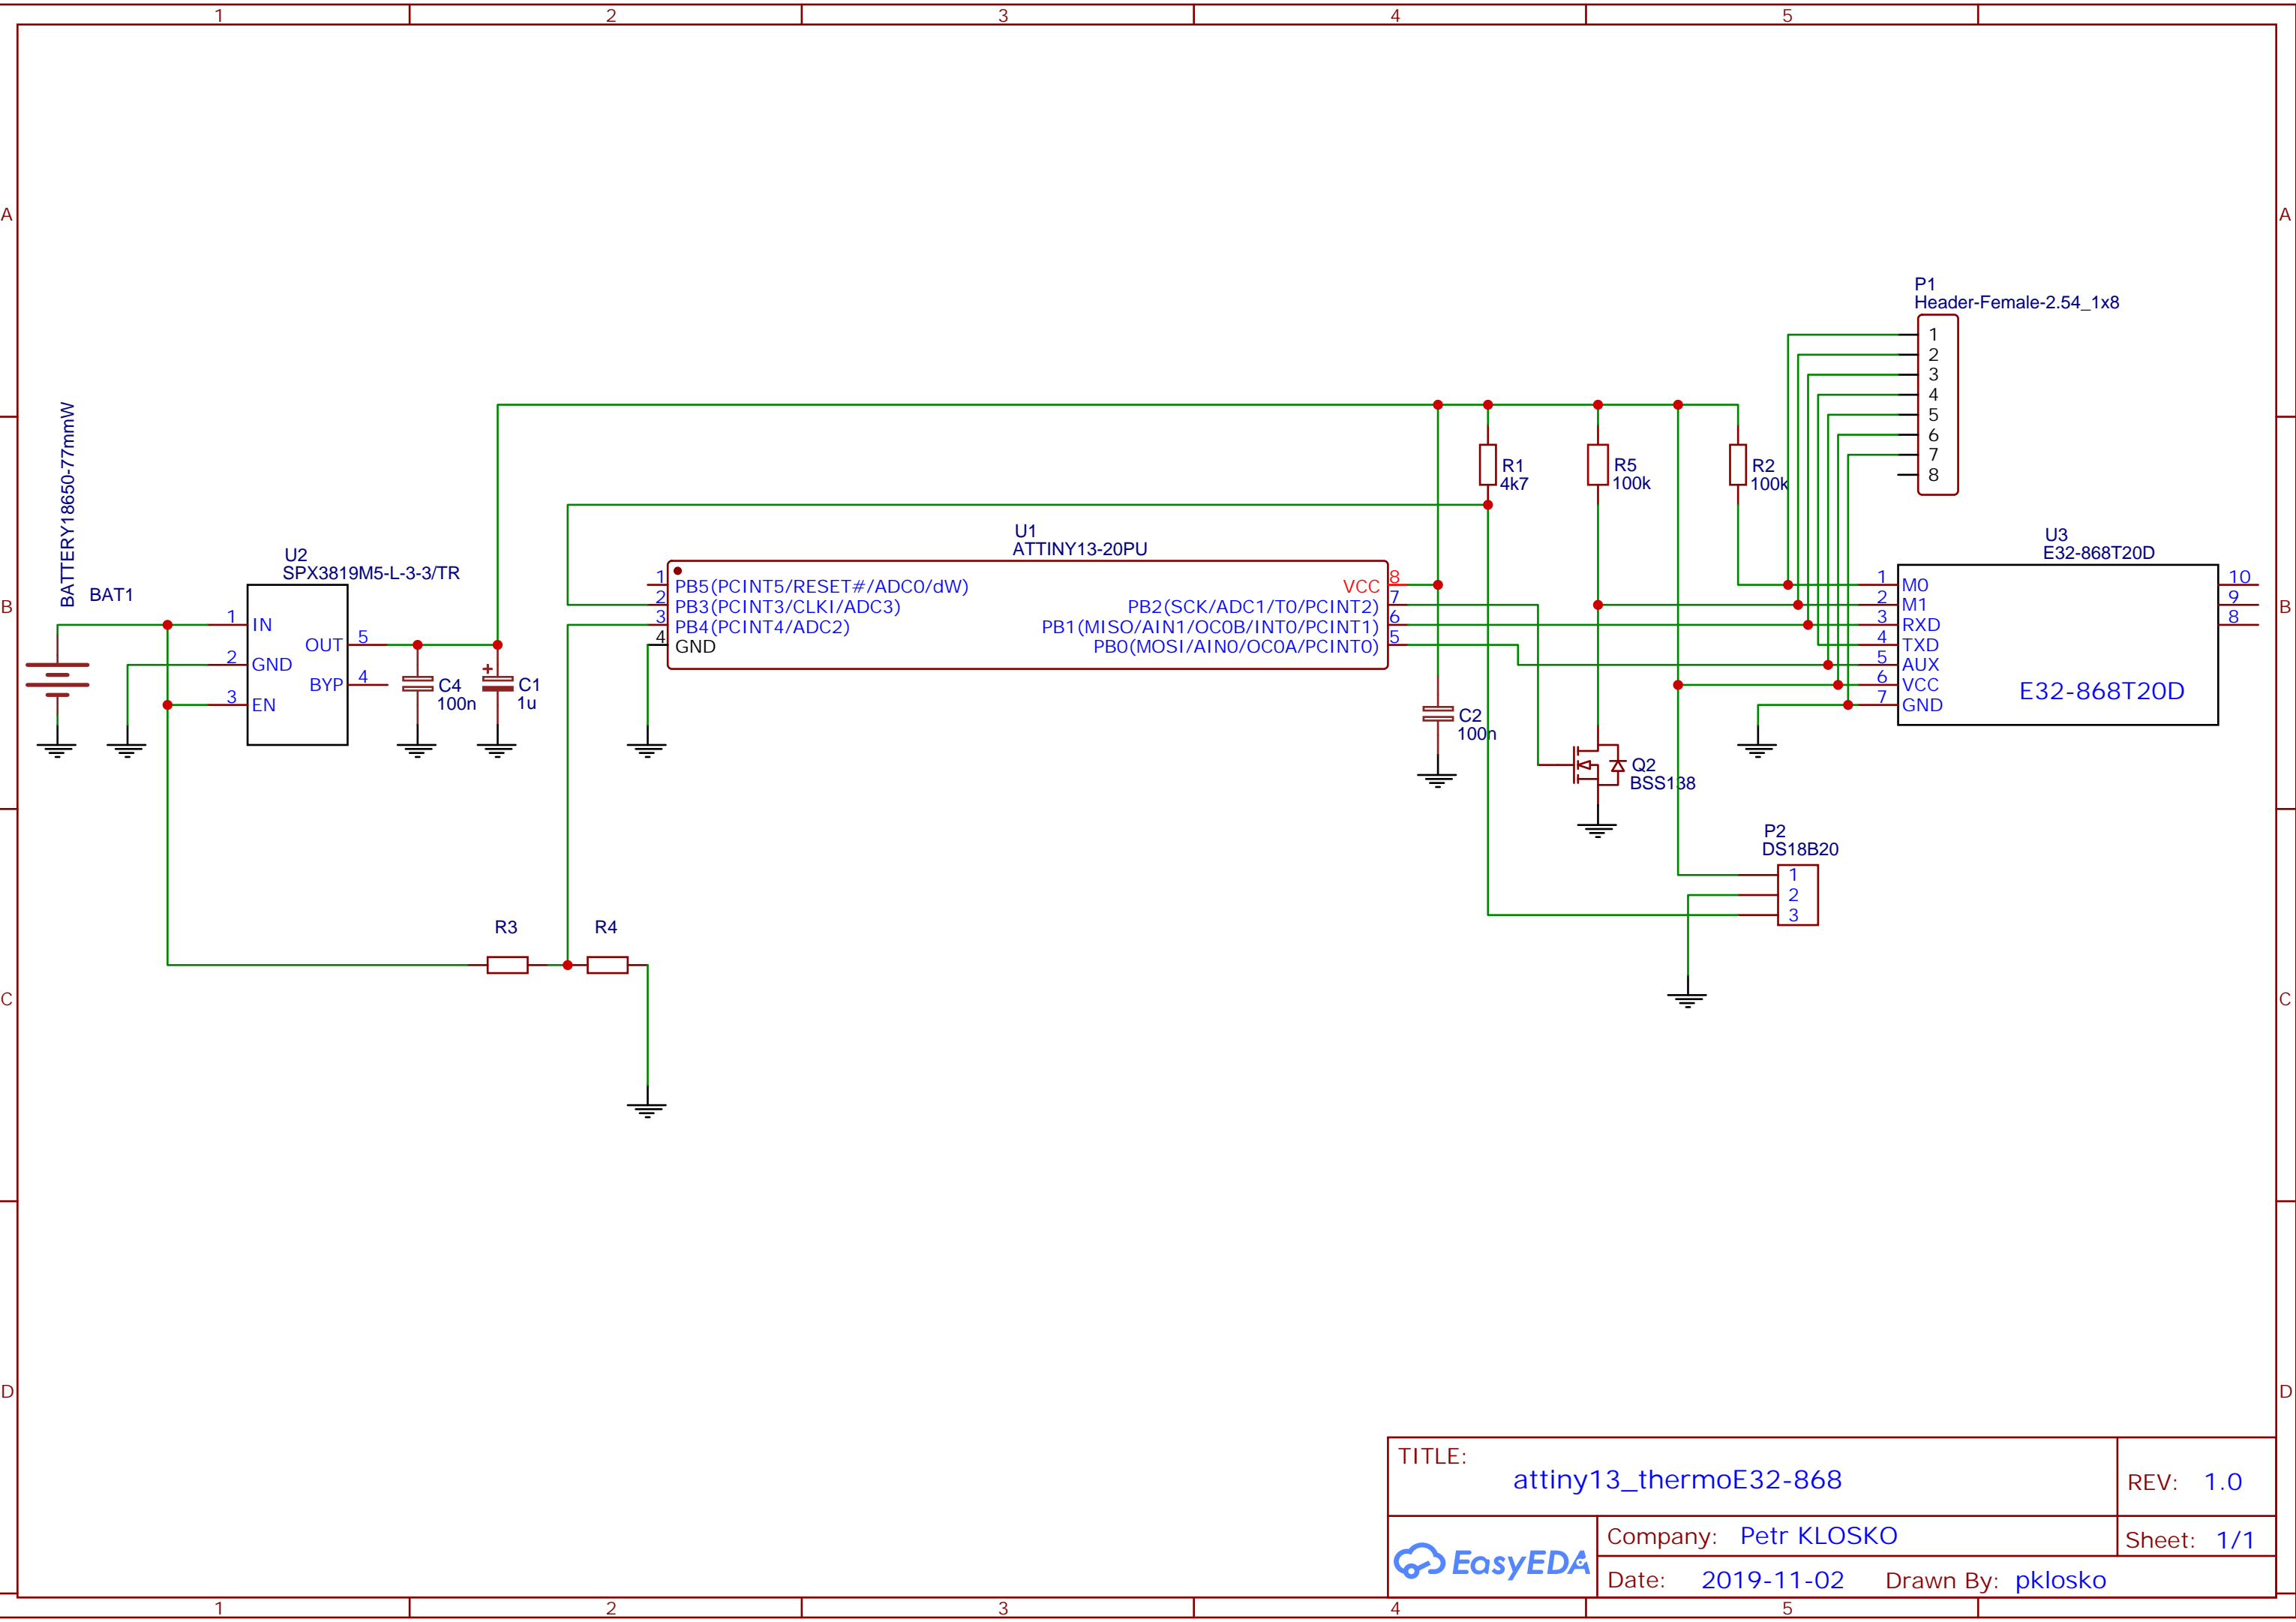 1 2 3 4 5
A A
B B
C C
D D
BATTERY18650-77mmW
BAT1
U2
SPX3819M5-L-3-3/TR
1 IN
2 GND
3 EN
OUT 5
BYP 4
C4
100n
+
C1
1u
R3
R4
U1
ATTINY13-20PU
1 PB5(PCINT5/RESET#/ADC0/dW)
2 PB3(PCINT3/CLKI/ADC3)
3 PB4(PCINT4/ADC2)
4 GND
VCC 8
PB2(SCK/ADC1/T0/PCINT2) 7
PB1(MISO/AIN1/OC0B/INT0/PCINT1) 6
PB0(MOSI/AIN0/OC0A/PCINT0) 5
C2
100n
R1
4k7
R5
100k
R2
100k
Q2
BSS138
P1
Header-Female-2.54_1x8
1
2
3
4
5
6
7
8
U3
E32-868T20D
1 M0
2 M1
3 RXD
4 TXD
5 AUX
6 VCC
7 GND
10
9
8
E32-868T20D
P2
DS18B20
1
2
3
TITLE:
attiny13_thermoE32-868
REV: 1.0
EasyEDA
Company: Petr KLOSKO
Sheet: 1/1
Date: 2019-11-02 Drawn By: pklosko
1 2 3 4 5